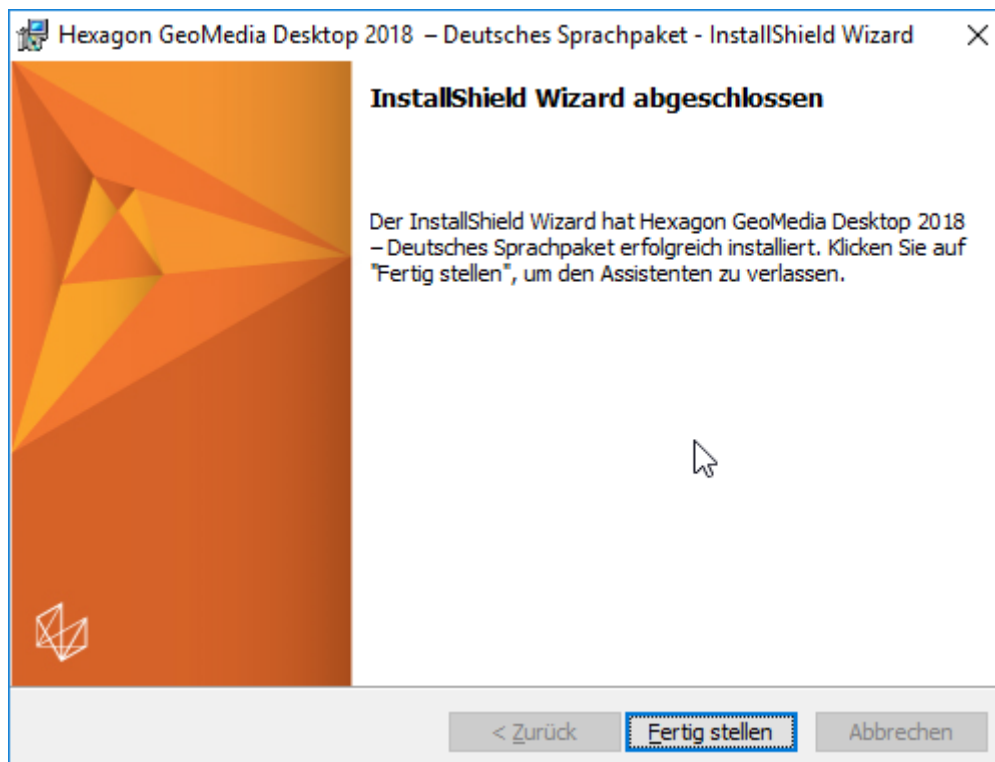 Hexagon GeoMedia Desktop 2018 – Deutsches Sprachpaket - InstallShield Wizard
InstallShield Wizard abgeschlossen
Der InstallShield Wizard hat Hexagon GeoMedia Desktop 2018
– Deutsches Sprachpaket erfolgreich installiert. Klicken Sie auf
"Fertig stellen", um den Assistenten zu verlassen.
< Zurück
Fertig stellen
Abbrechen